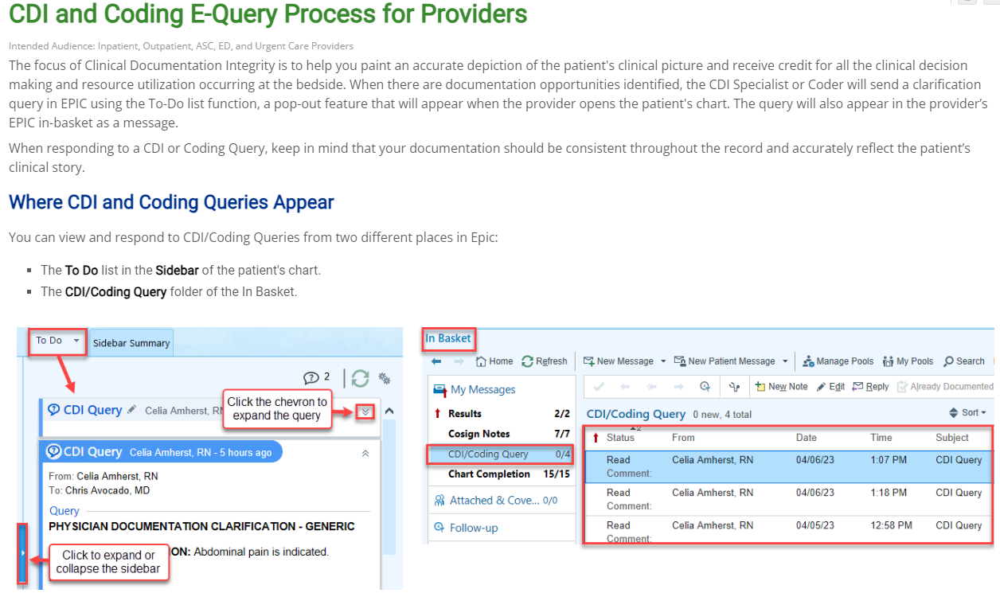 CDI and Coding E-Query Process for Providers
Intended Audience: Inpatient, Outpatient, ASC, ED, and Urgent Care Providers
The focus of Clinical Documentation Integrity is to help you paint an accurate depiction of the patient's clinical picture and receive credit for all the clinical decision
making and resource utilization occurring at the bedside. When there are documentation opportunities identified, the CDI Specialist or Coder will send a clarification
query in EPIC using the To-Do list function, a pop-out feature that will appear when the provider opens the patient's chart. The query will also appear in the provider's
EPIC in-basket as a message.
When responding to a CDI or Coding Query, keep in mind that your documentation should be consistent throughout the record and accurately reflect the patient's
clinical story.
Where CDI and Coding Queries Appear
You can view and respond to CDI/Coding Queries from two different places in Epic:
▪ The To Do list in the Sidebar of the patient's chart.
▪ The CDI/Coding Query folder of the In Basket.
To Do Sidebar Summary
2
CDI Query Celia Amherst, RN
Click the chevron to
expand the query
CDI Query Celia Amherst, RN - 5 hours ago
From: Celia Amherst, RN
To: Chris Avocado, MD
Query
PHYSICIAN DOCUMENTATION CLARIFICATION - GENERIC
ON: Abdominal pain is indicated.
Click to expand or
collapse the sidebar
In Basket
Home Refresh New Message New Patient Message Manage Pools My Pools Search
New Note Edit Reply Already Documented
My Messages
Results 2/2
Cosign Notes 7/7
CDI/Coding Query 0/4
Chart Completion 15/15
Attached & Cove... 0/0
Follow-up
CDI/Coding Query 0 new, 4 total Sort
2
Status From Date Time Subject
Read Celia Amherst, RN 04/06/23 1:07 PM CDI Query
Comment:
Read Celia Amherst, RN 04/06/23 1:18 PM CDI Query
Comment:
Read Celia Amherst, RN 04/05/23 12:58 PM CDI Query
Comment: